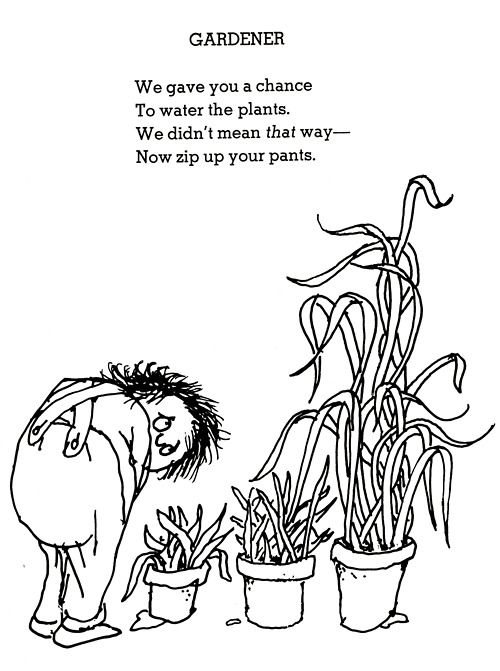 GARDENER
We gave you a chance
To water the plants.
We didn't mean that way—
Now zip up your pants.